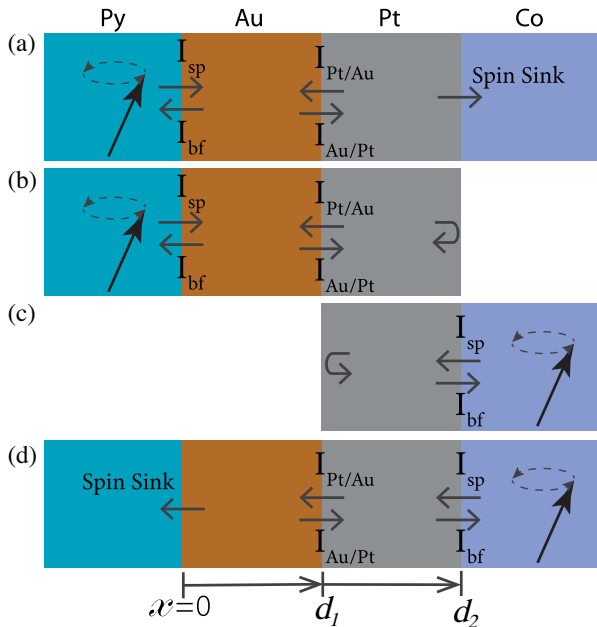 Py Au Pt Co
(a) I_sp I_Pt/Au Spin Sink
I_bf I_Au/Pt
(b) I_sp I_Pt/Au
I_bf I_Au/Pt
(c) I_sp
I_bf
(d) Spin Sink I_Pt/Au I_sp
I_Au/Pt I_bf
x=0 d_1 d_2